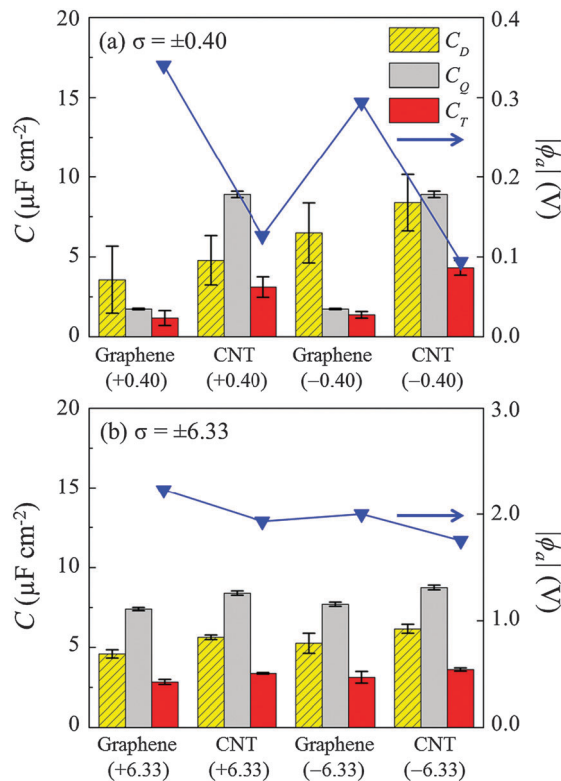 (a) σ = ±0.40
C_D
C_Q
C_T
20
15
10
5
0
C (μF cm⁻²)
0.4
0.3
0.2
0.1
0.0
|ϕₐ| (V)
Graphene CNT Graphene CNT
(+0.40) (+0.40) (−0.40) (−0.40)
(b) σ = ±6.33
20
15
10
5
0
C (μF cm⁻²)
3.0
2.0
1.0
0.0
|ϕₐ| (V)
Graphene CNT Graphene CNT
(+6.33) (+6.33) (−6.33) (−6.33)